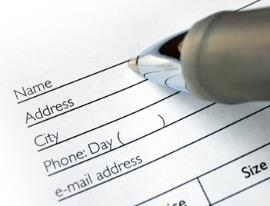 Name
Address
City
Phone: Day (          )
e-mail address
Size